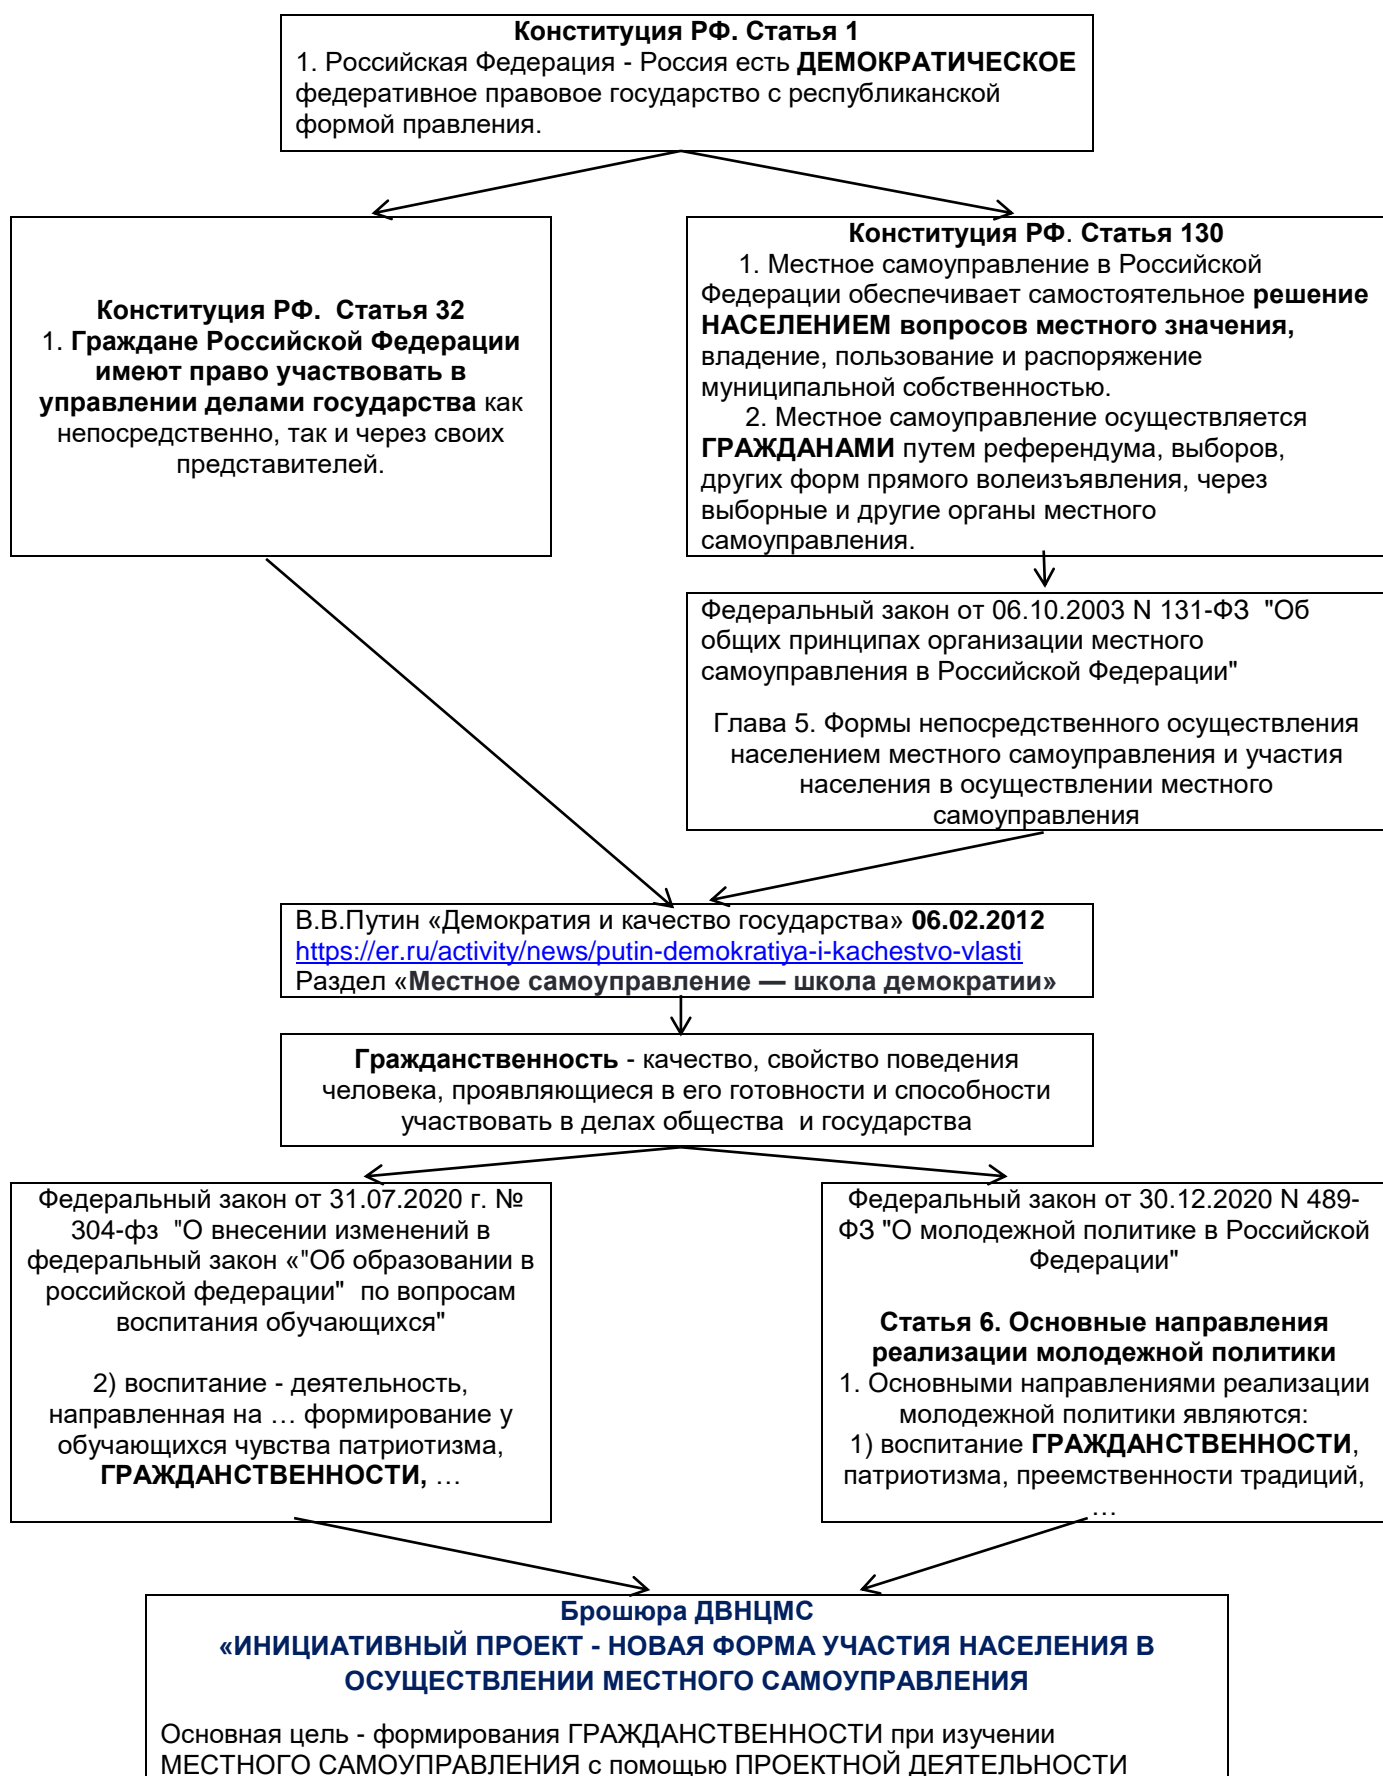 Конституция РФ. Статья 1
1. Российская Федерация - Россия есть ДЕМОКРАТИЧЕСКОЕ
федеративное правовое государство с республиканской
формой правления.
Конституция РФ.  Статья 32
1. Граждане Российской Федерации
имеют право участвовать в
управлении делами государства как
непосредственно, так и через своих
представителей.
Конституция РФ. Статья 130
1. Местное самоуправление в Российской
Федерации обеспечивает самостоятельное решение
НАСЕЛЕНИЕМ вопросов местного значения,
владение, пользование и распоряжение
муниципальной собственностью.
2. Местное самоуправление осуществляется
ГРАЖДАНАМИ путем референдума, выборов,
других форм прямого волеизъявления, через
выборные и другие органы местного
самоуправления.
Федеральный закон от 06.10.2003 N 131-ФЗ  "Об
общих принципах организации местного
самоуправления в Российской Федерации"
Глава 5. Формы непосредственного осуществления
населением местного самоуправления и участия
населения в осуществлении местного
самоуправления
В.В.Путин «Демократия и качество государства» 06.02.2012
https://er.ru/activity/news/putin-demokratiya-i-kachestvo-vlasti
Раздел «Местное самоуправление — школа демократии»
Гражданственность - качество, свойство поведения
человека, проявляющиеся в его готовности и способности
участвовать в делах общества  и государства
Федеральный закон от 31.07.2020 г. №
304-фз  "О внесении изменений в
федеральный закон «"Об образовании в
российской федерации"  по вопросам
воспитания обучающихся"
2) воспитание - деятельность,
направленная на … формирование у
обучающихся чувства патриотизма,
ГРАЖДАНСТВЕННОСТИ, …
Федеральный закон от 30.12.2020 N 489-
ФЗ "О молодежной политике в Российской
Федерации"
Статья 6. Основные направления
реализации молодежной политики
1. Основными направлениями реализации
молодежной политики являются:
1) воспитание ГРАЖДАНСТВЕННОСТИ,
патриотизма, преемственности традиций,
…
Брошюра ДВНЦМС
«ИНИЦИАТИВНЫЙ ПРОЕКТ - НОВАЯ ФОРМА УЧАСТИЯ НАСЕЛЕНИЯ В
ОСУЩЕСТВЛЕНИИ МЕСТНОГО САМОУПРАВЛЕНИЯ
Основная цель - формирования ГРАЖДАНСТВЕННОСТИ при изучении
МЕСТНОГО САМОУПРАВЛЕНИЯ с помощью ПРОЕКТНОЙ ДЕЯТЕЛЬНОСТИ